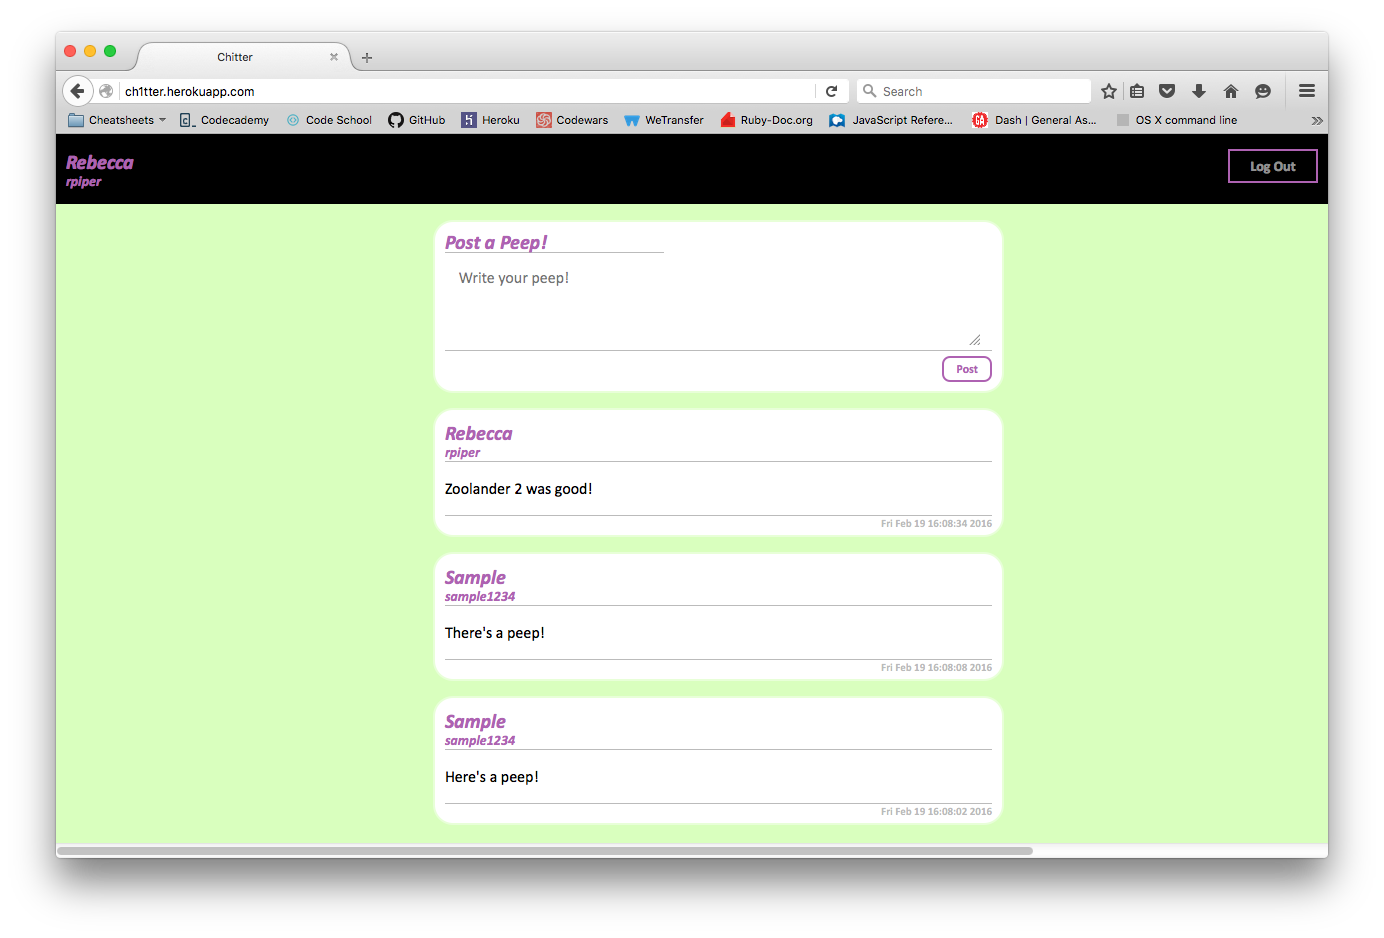 Chitter
ch1tter.herokuapp.com
Search
Cheatsheets Codecademy Code School GitHub Heroku Codewars WeTransfer Ruby-Doc.org JavaScript Refere... Dash | General As... OS X command line
Rebecca
rpiper
Log Out
Post a Peep!
Write your peep!
Post
Rebecca
rpiper
Zoolander 2 was good!
Fri Feb 19 16:08:34 2016
Sample
sample1234
There's a peep!
Fri Feb 19 16:08:08 2016
Sample
sample1234
Here's a peep!
Fri Feb 19 16:08:02 2016